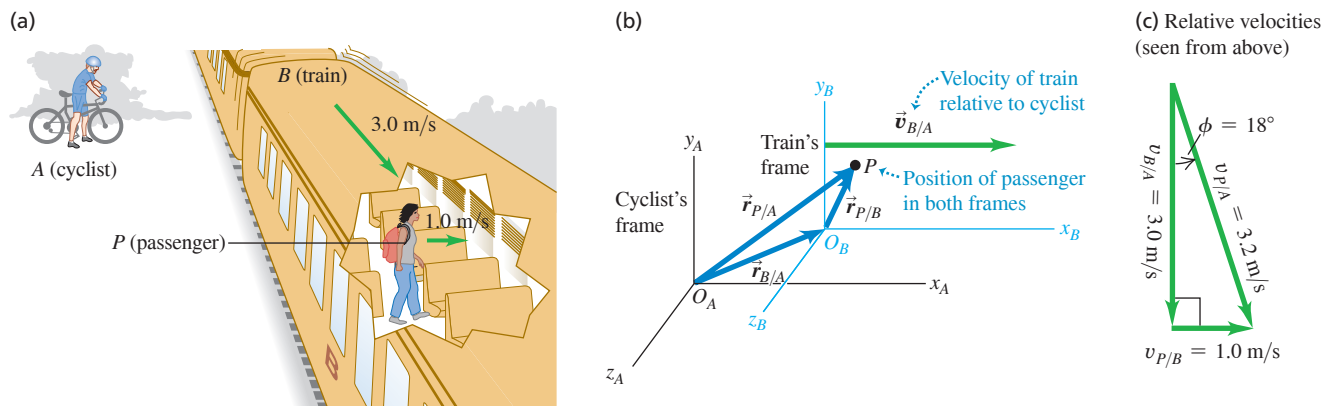 (a)
B (train)
3.0 m/s
A (cyclist)
1.0 m/s
P (passenger)
B
(b)
Velocity of train
relative to cyclist
y_B
v⃗_B/A
y_A
Train's
frame
P
Position of passenger
in both frames
Cyclist's
frame
r⃗_P/A
r⃗_P/B
x_B
O_B
r⃗_B/A
x_A
O_A
z_B
z_A
(c) Relative velocities
(seen from above)
ϕ = 18°
v_B/A = 3.0 m/s
v_P/A = 3.2 m/s
v_P/B = 1.0 m/s